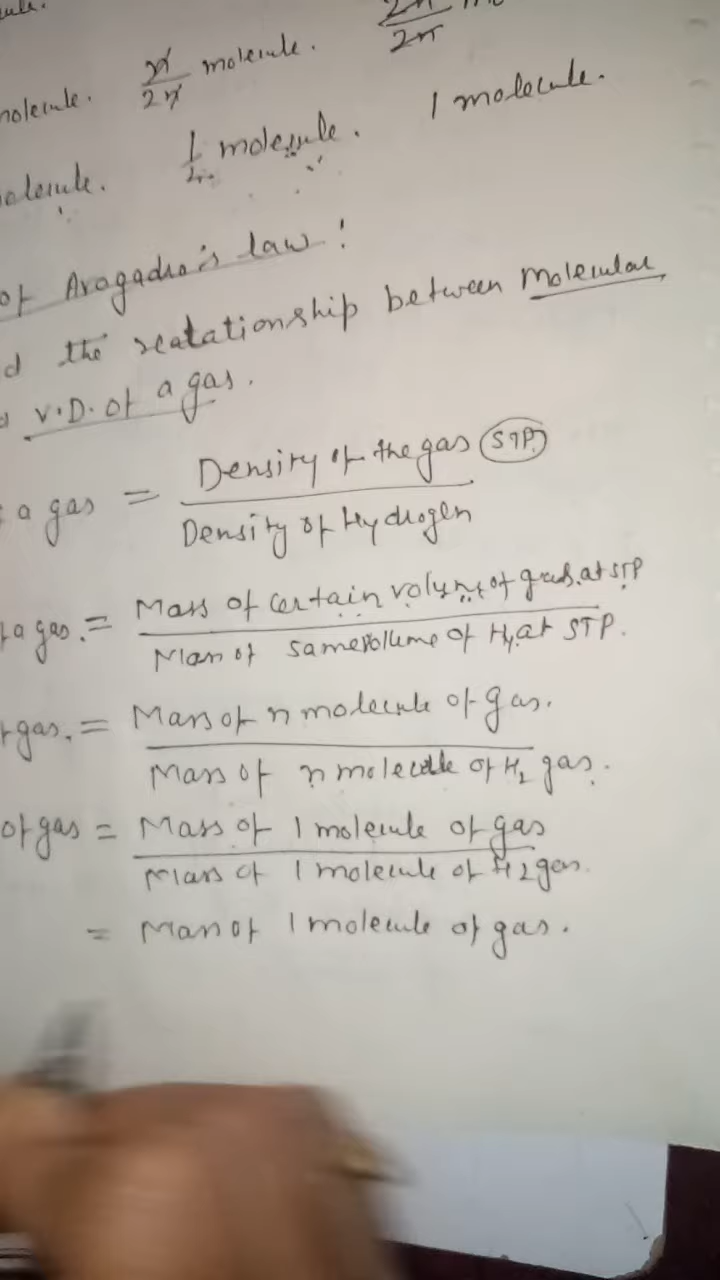 ule.
molecule. n/2n molecule. 2n/2n
olecule. 1/2 molecule. 1 molecule.
of Avogadro's law :
d the realationship between molecular
d V.D. of a gas.
a gas = Density of the gas (STP)
Density of Hydrogen
f a gas. = Mass of certain volume of gas. at STP
Mass of same volume of H2 at STP.
f gas. = Mass of n molecule of gas.
Mass of n molecule of H2 gas.
of gas = Mass of 1 molecule of gas
Mass of 1 molecule of H2 gas.
= Mass of 1 molecule of gas.